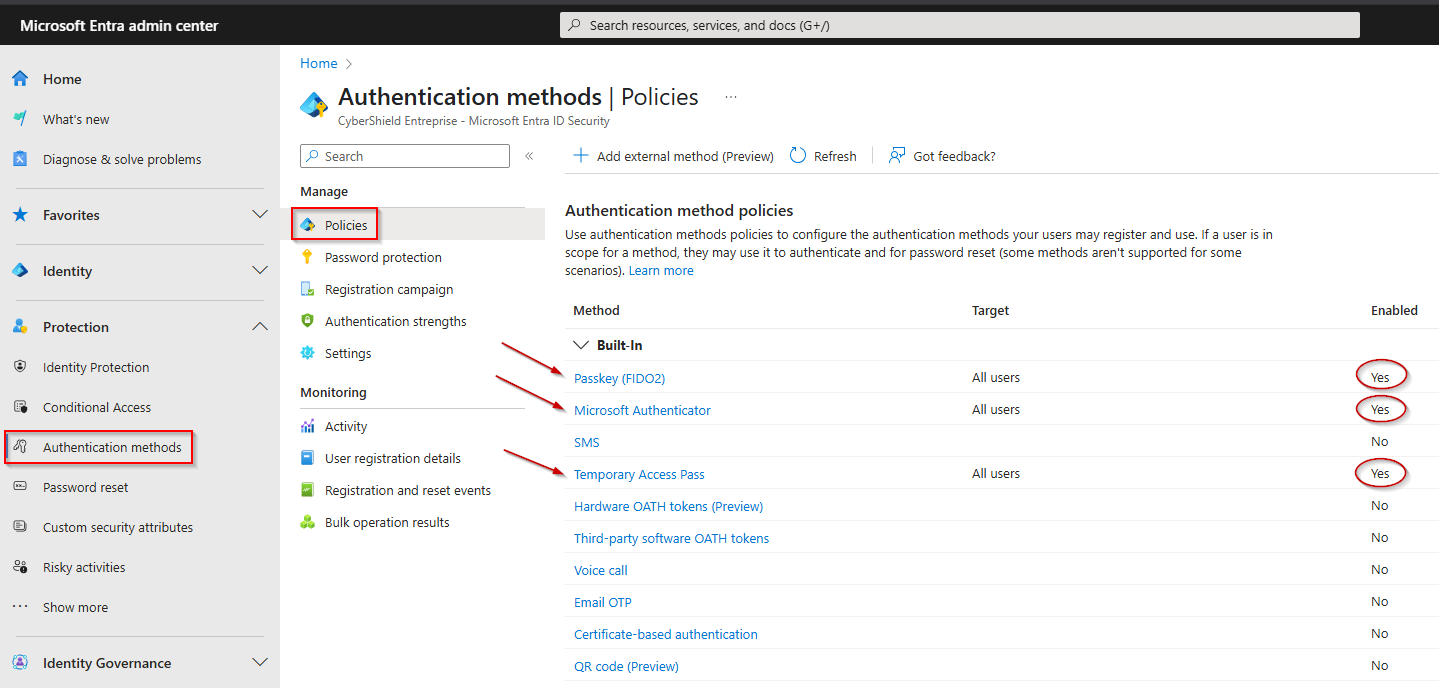 Microsoft Entra admin center
Search resources, services, and docs (G+/)
Home
What's new
Diagnose & solve problems
Favorites
Identity
Protection
Identity Protection
Conditional Access
Authentication methods
Password reset
Custom security attributes
Risky activities
Show more
Identity Governance
Home >
Authentication methods | Policies ...
CyberShield Entreprise - Microsoft Entra ID Security
Search
Manage
Policies
Password protection
Registration campaign
Authentication strengths
Settings
Monitoring
Activity
User registration details
Registration and reset events
Bulk operation results
Add external method (Preview) Refresh Got feedback?
Authentication method policies
Use authentication methods policies to configure the authentication methods your users may register and use. If a user is in
scope for a method, they may use it to authenticate and for password reset (some methods aren't supported for some
scenarios). Learn more
Method Target Enabled
Built-In
Passkey (FIDO2) All users Yes
Microsoft Authenticator All users Yes
SMS No
Temporary Access Pass All users Yes
Hardware OATH tokens (Preview) No
Third-party software OATH tokens No
Voice call No
Email OTP No
Certificate-based authentication No
QR code (Preview) No